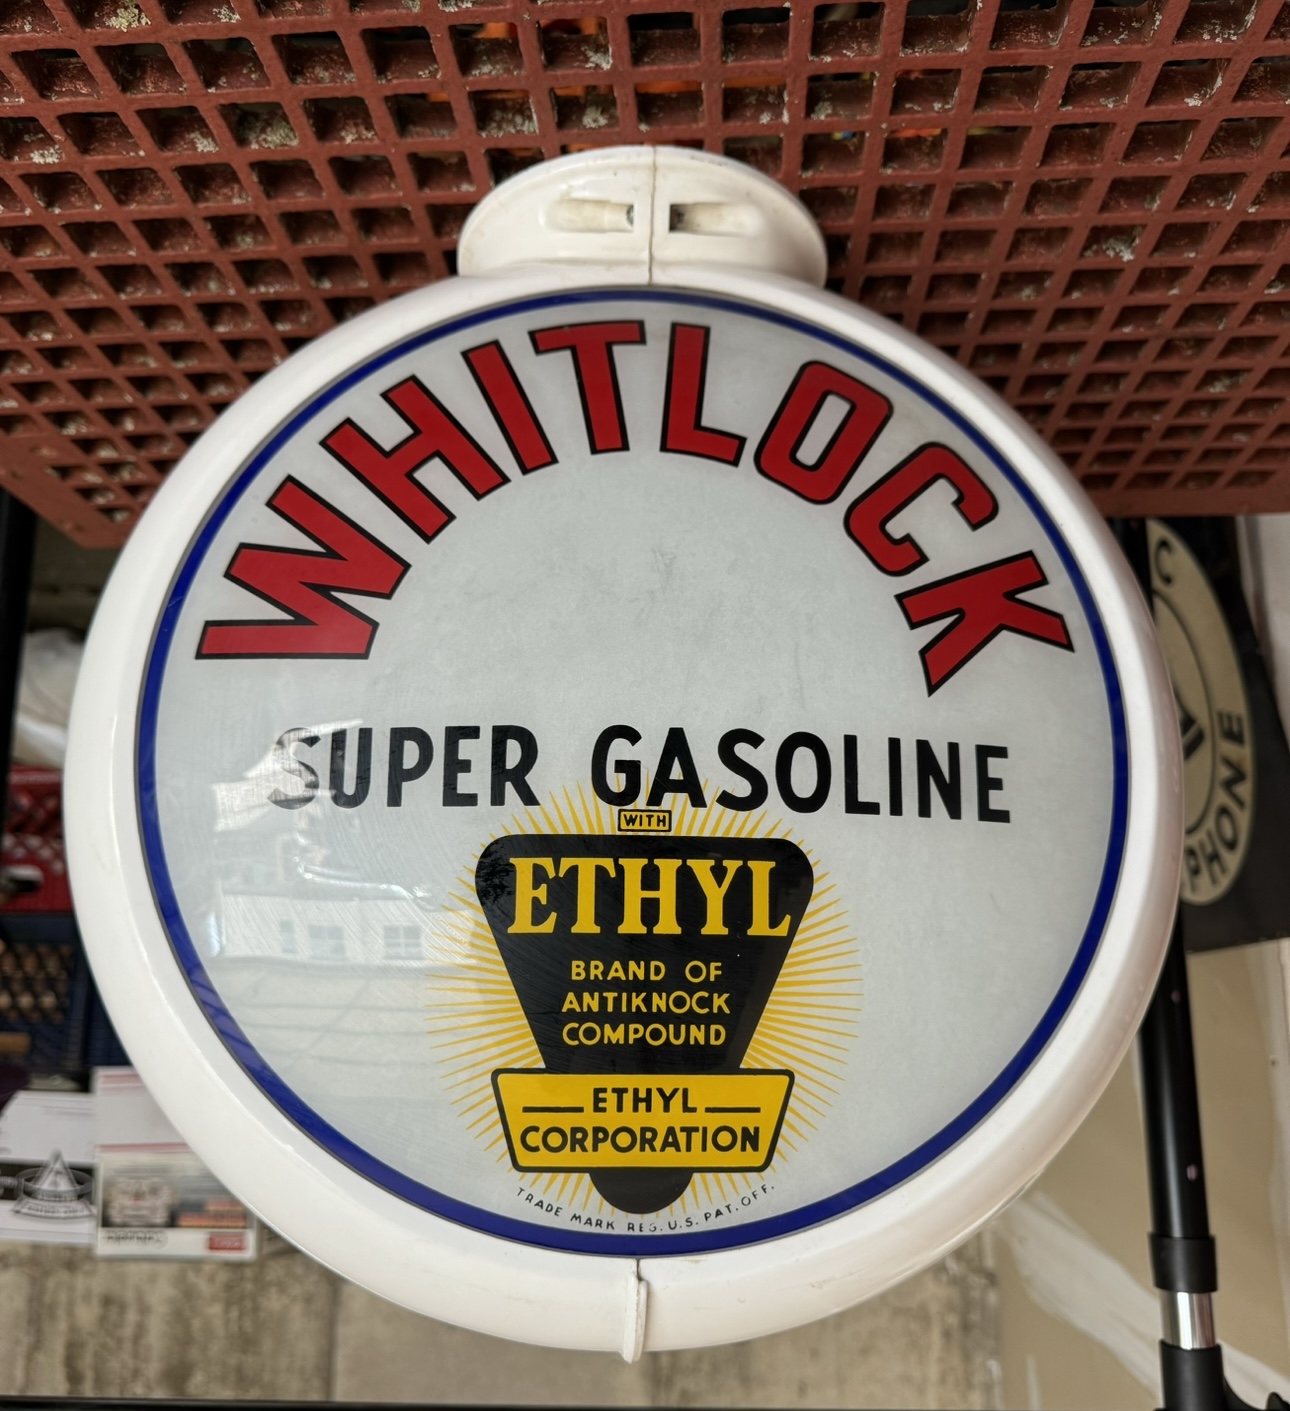 WHITLOCK
SUPER GASOLINE
WITH
ETHYL
BRAND OF
ANTIKNOCK
COMPOUND
ETHYL
CORPORATION
TRADE MARK REG. U.S. PAT. OFF.
PHONE